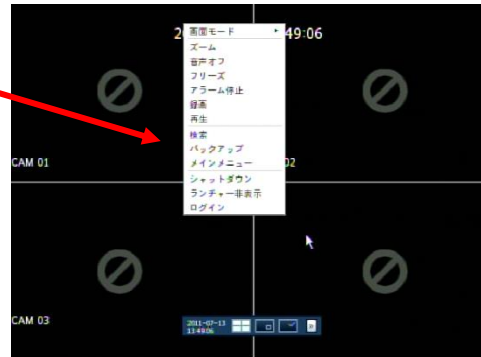 2
49:06
画面モード
ズーム
音声オフ
フリーズ
アラーム停止
録画
再生
検索
バックアップ
メインメニュー
シャットダウン
ランチャー非表示
ログイン
CAM 01
02
CAM 03
2011-07-13
13:49:06